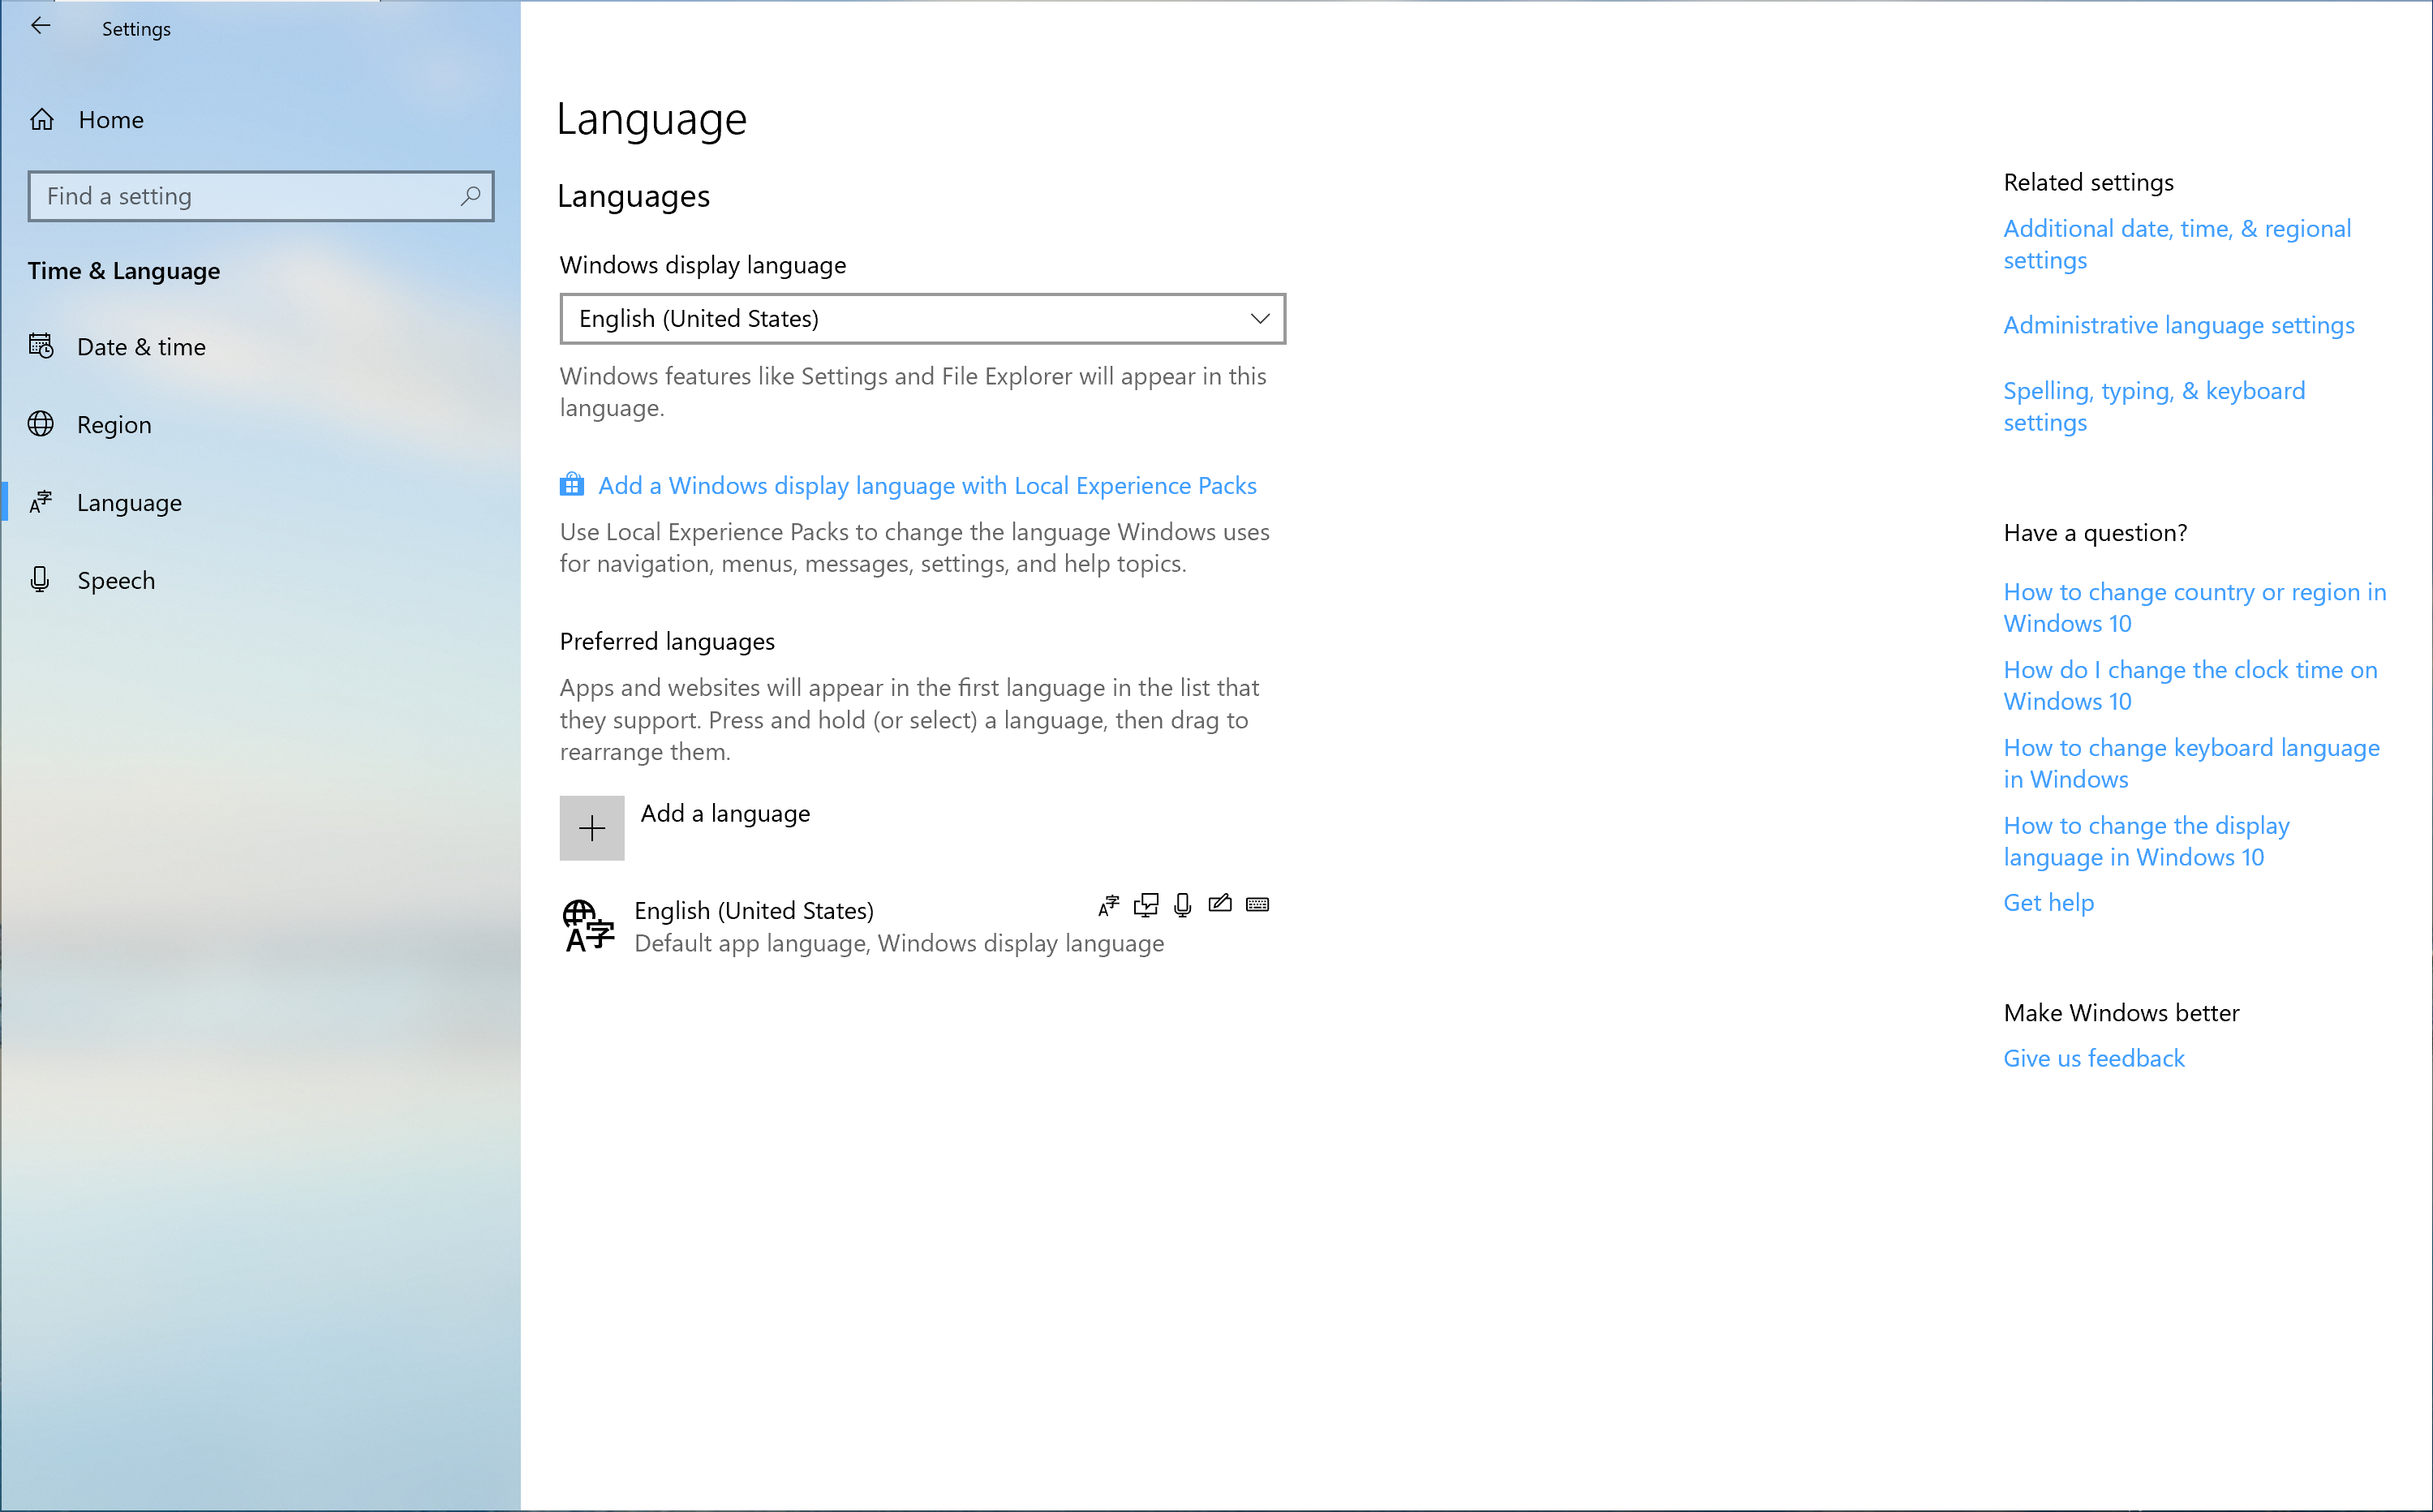 Settings
Home
Find a setting
Time & Language
Date & time
Region
Language
Speech
Language
Languages
Windows display language
English (United States)
Windows features like Settings and File Explorer will appear in this
language.
Add a Windows display language with Local Experience Packs
Use Local Experience Packs to change the language Windows uses
for navigation, menus, messages, settings, and help topics.
Preferred languages
Apps and websites will appear in the first language in the list that
they support. Press and hold (or select) a language, then drag to
rearrange them.
Add a language
English (United States)
Default app language, Windows display language
Related settings
Additional date, time, & regional
settings
Administrative language settings
Spelling, typing, & keyboard
settings
Have a question?
How to change country or region in
Windows 10
How do I change the clock time on
Windows 10
How to change keyboard language
in Windows
How to change the display
language in Windows 10
Get help
Make Windows better
Give us feedback